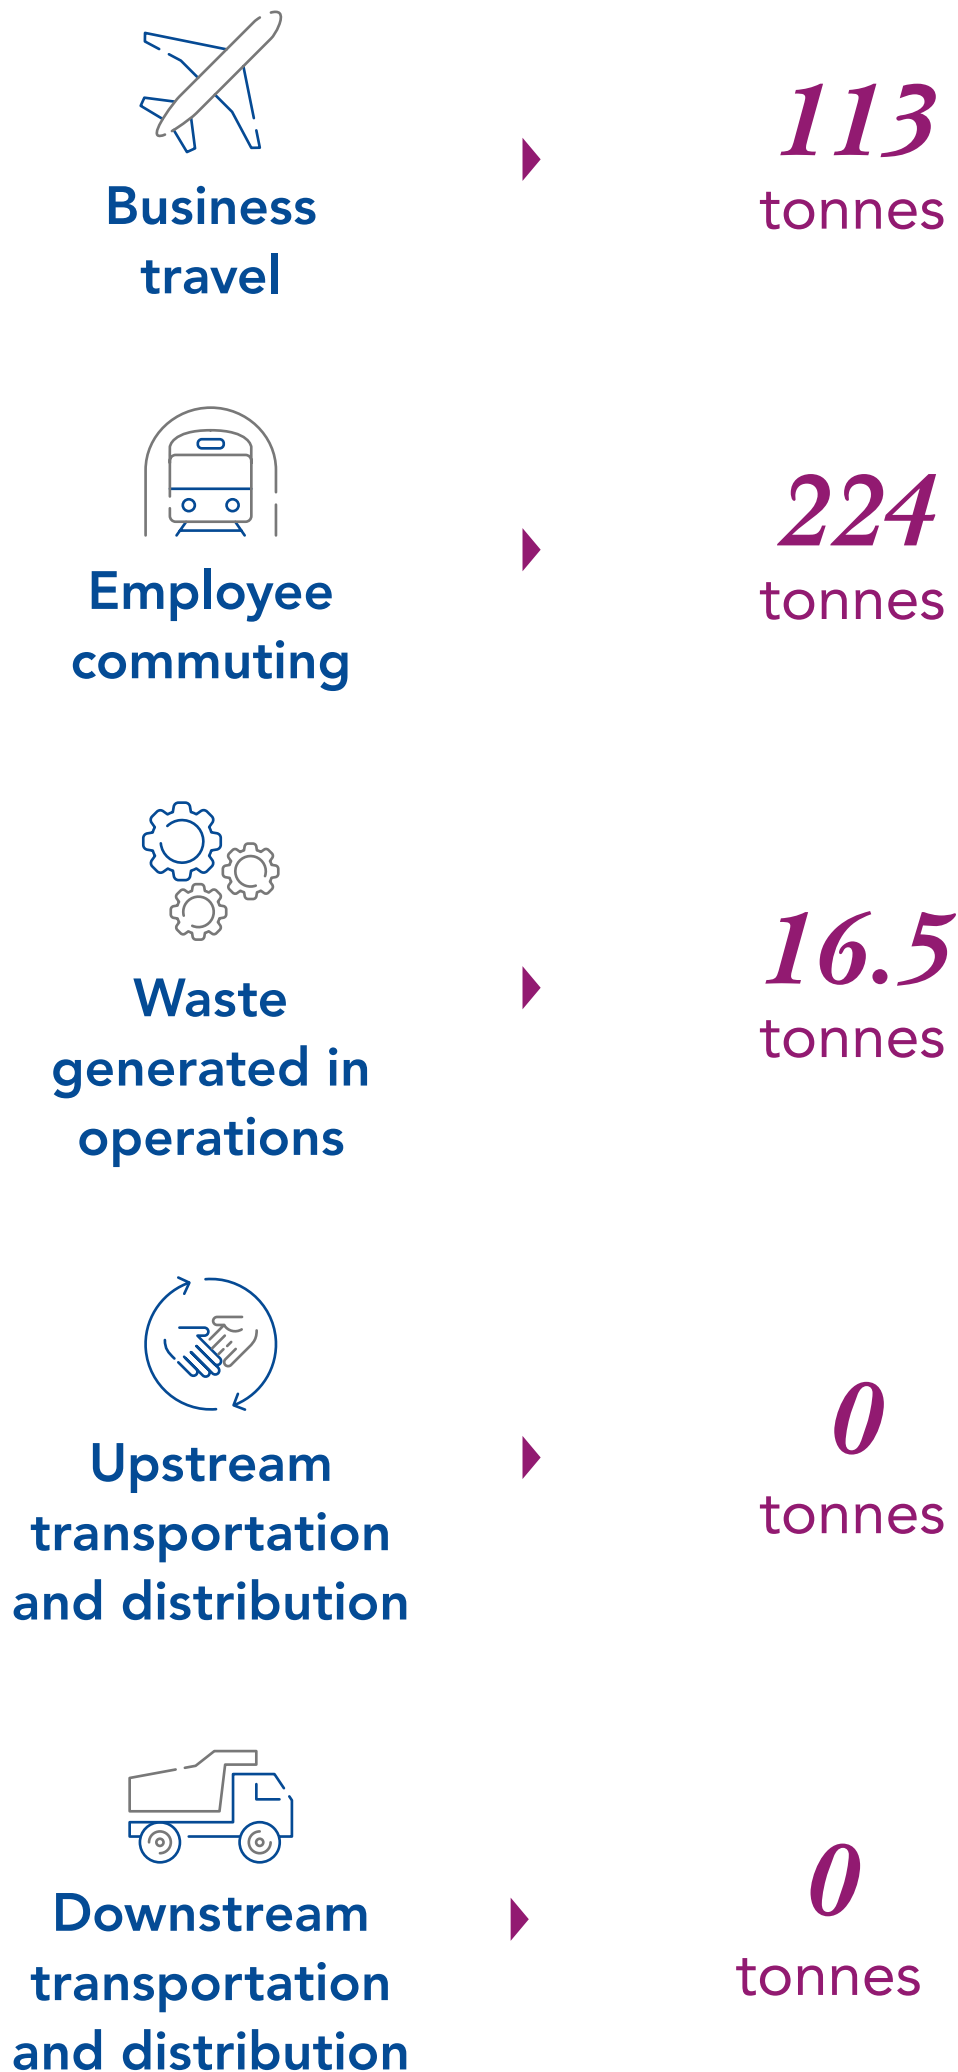 Business
travel
113
tonnes
Employee
commuting
224
tonnes
Waste
generated in
operations
16.5
tonnes
Upstream
transportation
and distribution
0
tonnes
Downstream
transportation
and distribution
0
tonnes